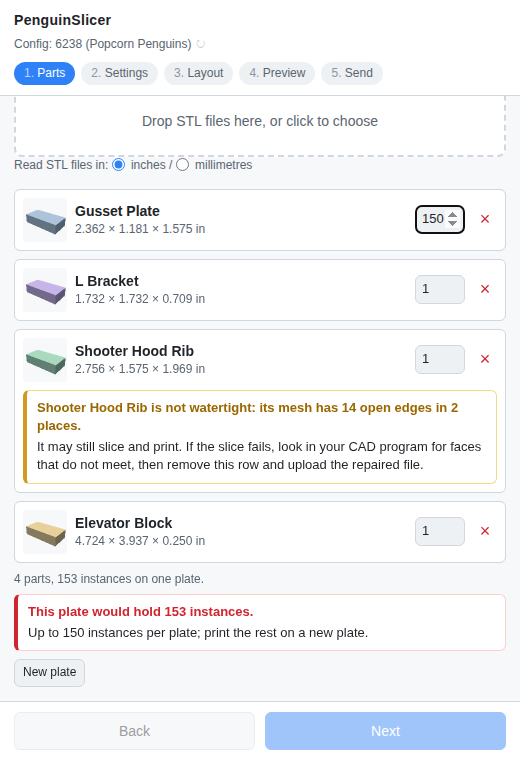 PenguinSlicer
Config: 6238 (Popcorn Penguins)
1. Parts
2. Settings
3. Layout
4. Preview
5. Send
Drop STL files here, or click to choose
Read STL files in: inches / millimetres
Gusset Plate
150 ×
2.362 × 1.181 × 1.575 in
L Bracket
1 ×
1.732 × 1.732 × 0.709 in
Shooter Hood Rib
1 ×
2.756 × 1.575 × 1.969 in
Shooter Hood Rib is not watertight: its mesh has 14 open edges in 2
places.
It may still slice and print. If the slice fails, look in your CAD program for faces
that do not meet, then remove this row and upload the repaired file.
Elevator Block
1 ×
4.724 × 3.937 × 0.250 in
4 parts, 153 instances on one plate.
This plate would hold 153 instances.
Up to 150 instances per plate; print the rest on a new plate.
New plate
Back
Next